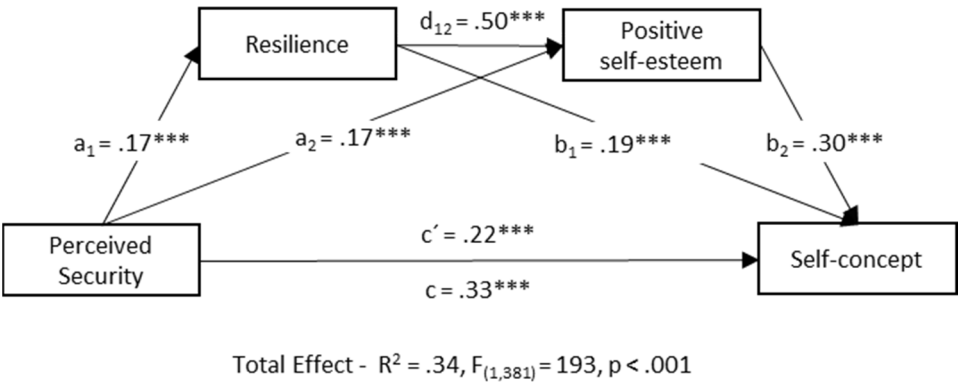 d12 = .50***
Resilience
Positive
self-esteem
a1 = .17***
a2 = .17***
b1 = .19***
b2 = .30***
Perceived
Security
c´ = .22***
c = .33***
Self-concept
Total Effect - R² = .34, F(1,381) = 193, p < .001